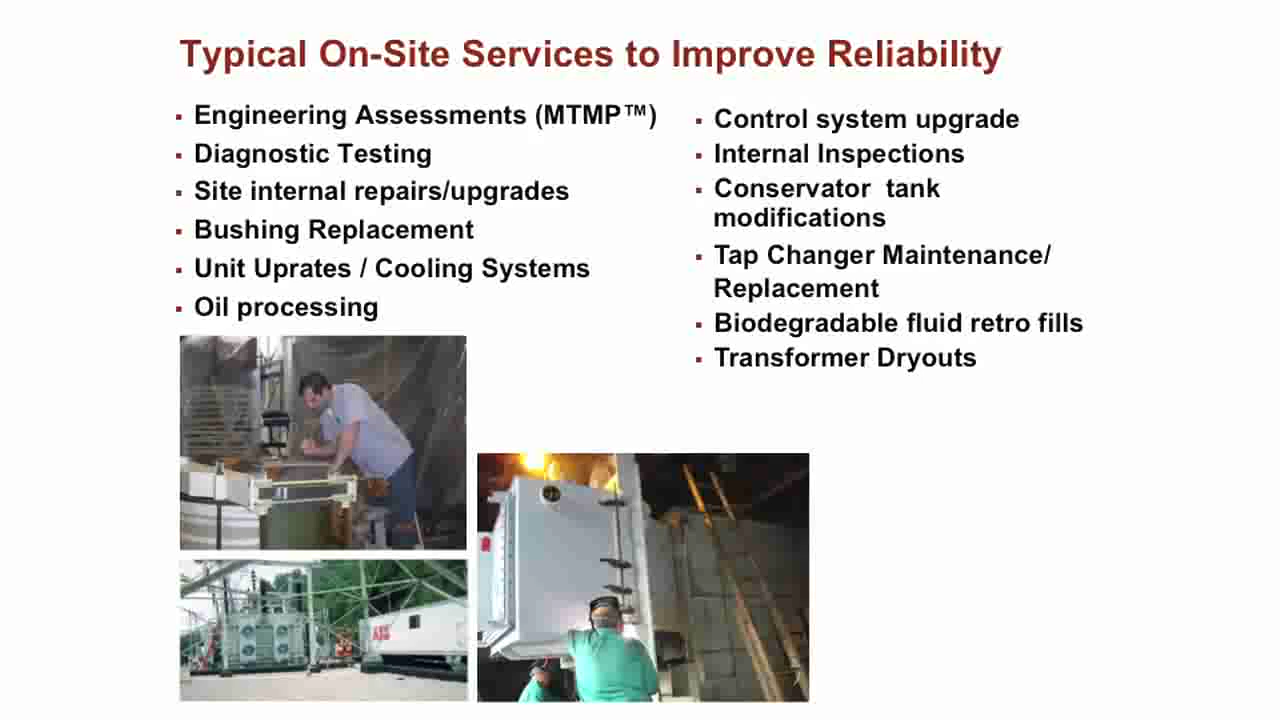 Typical On-Site Services to Improve Reliability
▪ Engineering Assessments (MTMP™)
▪ Diagnostic Testing
▪ Site internal repairs/upgrades
▪ Bushing Replacement
▪ Unit Uprates / Cooling Systems
▪ Oil processing
▪ Control system upgrade
▪ Internal Inspections
▪ Conservator tank
modifications
▪ Tap Changer Maintenance/
Replacement
▪ Biodegradable fluid retro fills
▪ Transformer Dryouts
ABB